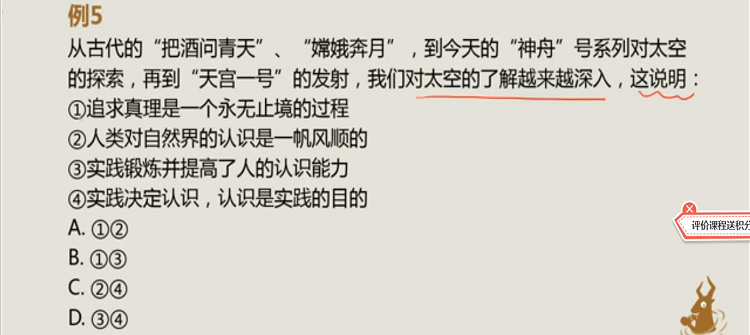 例5
从古代的“把酒问青天”、“嫦娥奔月”，到今天的“神舟”号系列对太空
的探索，再到“天宫一号”的发射，我们对太空的了解越来越深入，这说明：
①追求真理是一个永无止境的过程
②人类对自然界的认识是一帆风顺的
③实践锻炼并提高了人的认识能力
④实践决定认识，认识是实践的目的
A. ①②
B. ①③
C. ②④
D. ③④
评价课程送积分